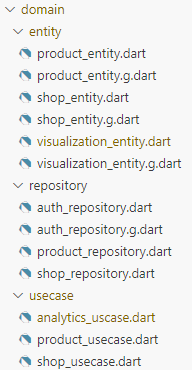 domain
entity
product_entity.dart
product_entity.g.dart
shop_entity.dart
shop_entity.g.dart
visualization_entity.dart
visualization_entity.g.dart
repository
auth_repository.dart
auth_repository.g.dart
product_repository.dart
shop_repository.dart
usecase
analytics_uscase.dart
product_usecase.dart
shop_usecase.dart